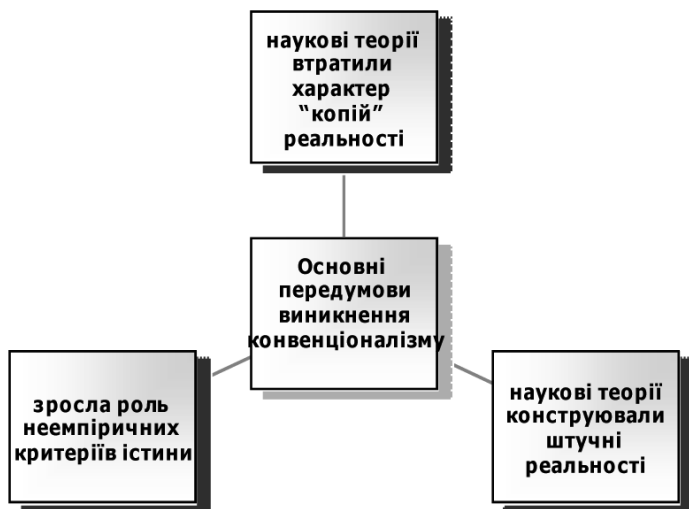 наукові теорії
втратили
характер
“копій”
реальності
Основні
передумови
виникнення
конвенціоналізму
зросла роль
неемпіричних
критеріїв істини
наукові теорії
конструювали
штучні
реальності